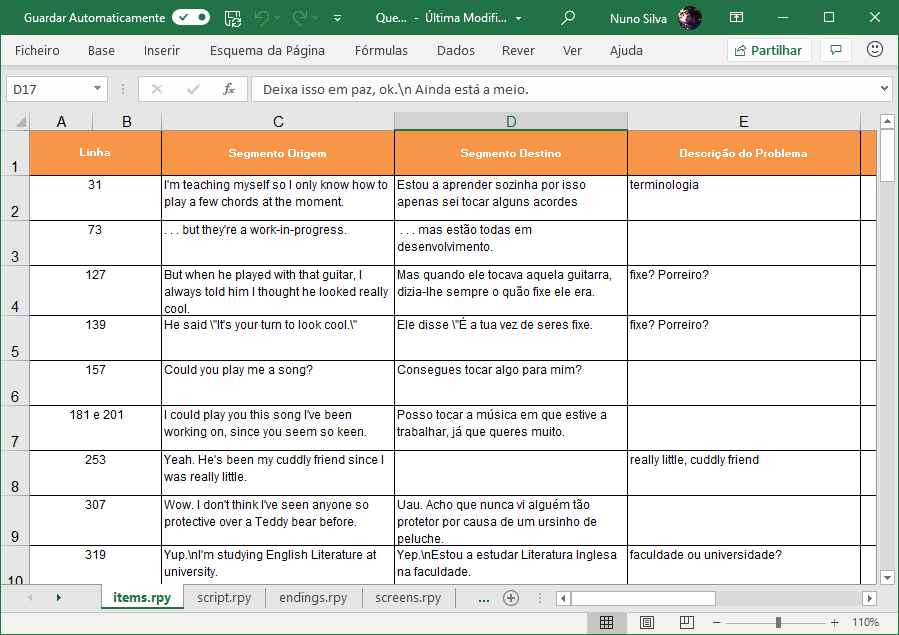 Guardar Automaticamente
Que... - Última Modifi...
Nuno Silva
Ficheiro Base Inserir Esquema da Página Fórmulas Dados Rever Ver Ajuda Partilhar
D17 fx Deixa isso em paz, ok.\n Ainda está a meio.
A B C D E
1 Linha Segmento Origem Segmento Destino Descrição do Problema
2 31
I'm teaching myself so I only know how to
play a few chords at the moment.
Estou a aprender sozinha por isso
apenas sei tocar alguns acordes
terminologia
3 73
. . . but they're a work-in-progress.
. . . mas estão todas em
desenvolvimento.
4 127
But when he played with that guitar, I
always told him I thought he looked really
cool.
Mas quando ele tocava aquela guitarra,
dizia-lhe sempre o quão fixe ele era.
fixe? Porreiro?
5 139
He said \"It's your turn to look cool.\"
Ele disse \"É a tua vez de seres fixe.
fixe? Porreiro?
6 157
Could you play me a song?
Consegues tocar algo para mim?
7 181 e 201
I could play you this song I've been
working on, since you seem so keen.
Posso tocar a música em que estive a
trabalhar, já que queres muito.
8 253
Yeah. He's been my cuddly friend since I
was really little.
really little, cuddly friend
9 307
Wow. I don't think I've seen anyone so
protective over a Teddy bear before.
Uau. Acho que nunca vi alguém tão
protetor por causa de um ursinho de
peluche.
10 319
Yup.\nI'm studying English Literature at
university.
Yep.\nEstou a estudar Literatura Inglesa
na faculdade.
faculdade ou universidade?
items.rpy script.rpy endings.rpy screens.rpy ...
110%